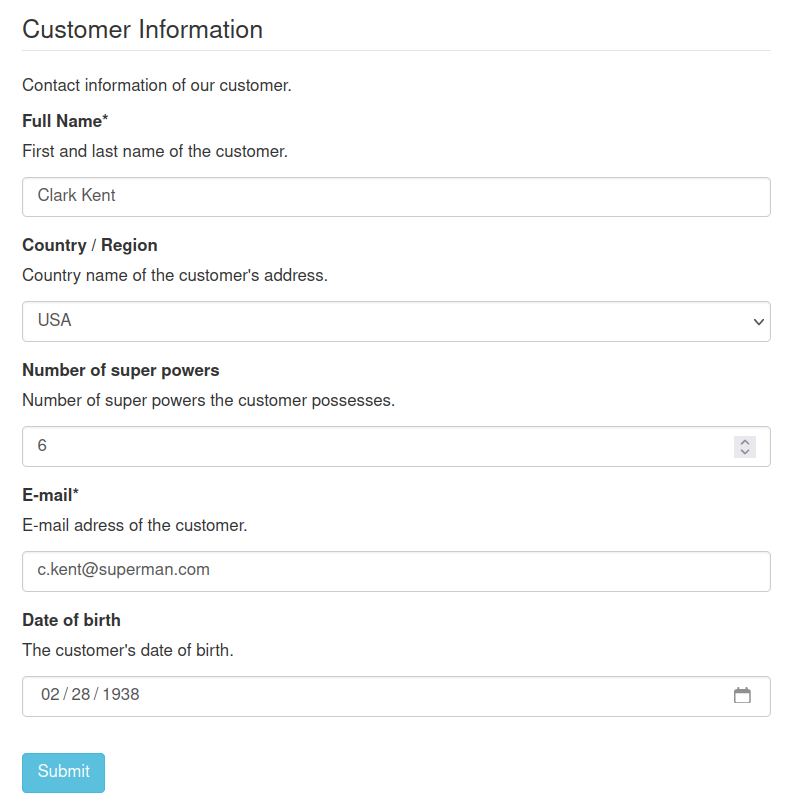 Customer Information
Contact information of our customer.
Full Name*
First and last name of the customer.
Clark Kent
Country / Region
Country name of the customer's address.
USA
Number of super powers
Number of super powers the customer possesses.
6
E-mail*
E-mail adress of the customer.
c.kent@superman.com
Date of birth
The customer's date of birth.
02 / 28 / 1938
Submit